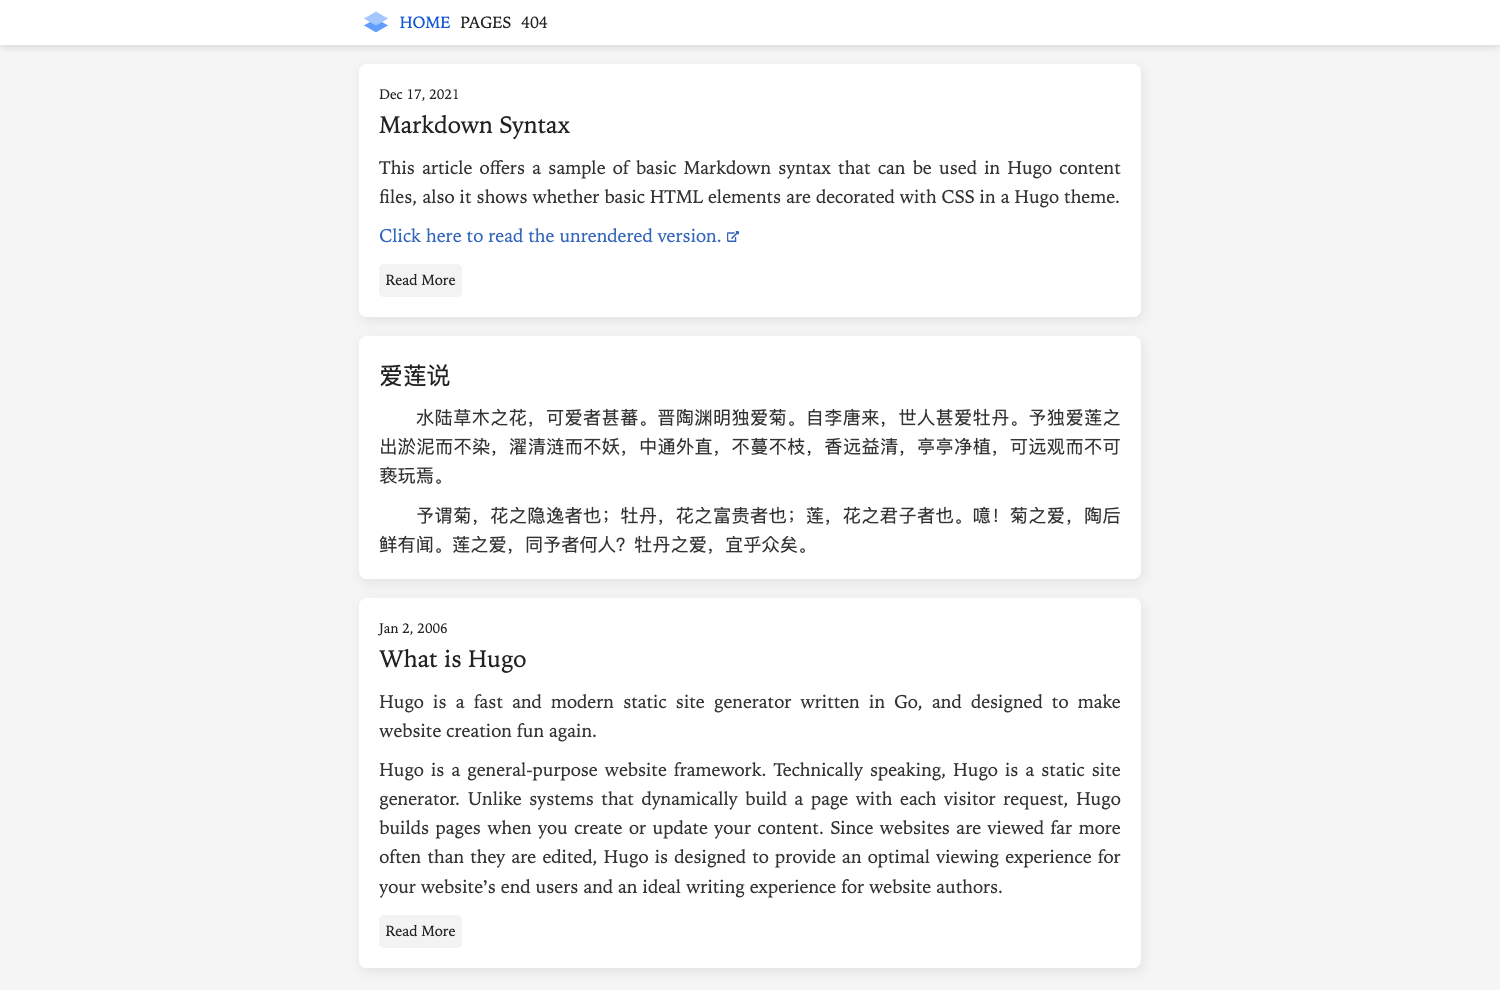 HOME PAGES 404
Dec 17, 2021
Markdown Syntax
This article offers a sample of basic Markdown syntax that can be used in Hugo content
files, also it shows whether basic HTML elements are decorated with CSS in a Hugo theme.
Click here to read the unrendered version.
Read More
爱莲说
水陆草木之花，可爱者甚蕃。晋陶渊明独爱菊。自李唐来，世人甚爱牡丹。予独爱莲之
出淤泥而不染，濯清涟而不妖，中通外直，不蔓不枝，香远益清，亭亭净植，可远观而不可
亵玩焉。
予谓菊，花之隐逸者也；牡丹，花之富贵者也；莲，花之君子者也。噫！菊之爱，陶后
鲜有闻。莲之爱，同予者何人？牡丹之爱，宜乎众矣。
Jan 2, 2006
What is Hugo
Hugo is a fast and modern static site generator written in Go, and designed to make
website creation fun again.
Hugo is a general-purpose website framework. Technically speaking, Hugo is a static site
generator. Unlike systems that dynamically build a page with each visitor request, Hugo
builds pages when you create or update your content. Since websites are viewed far more
often than they are edited, Hugo is designed to provide an optimal viewing experience for
your website’s end users and an ideal writing experience for website authors.
Read More